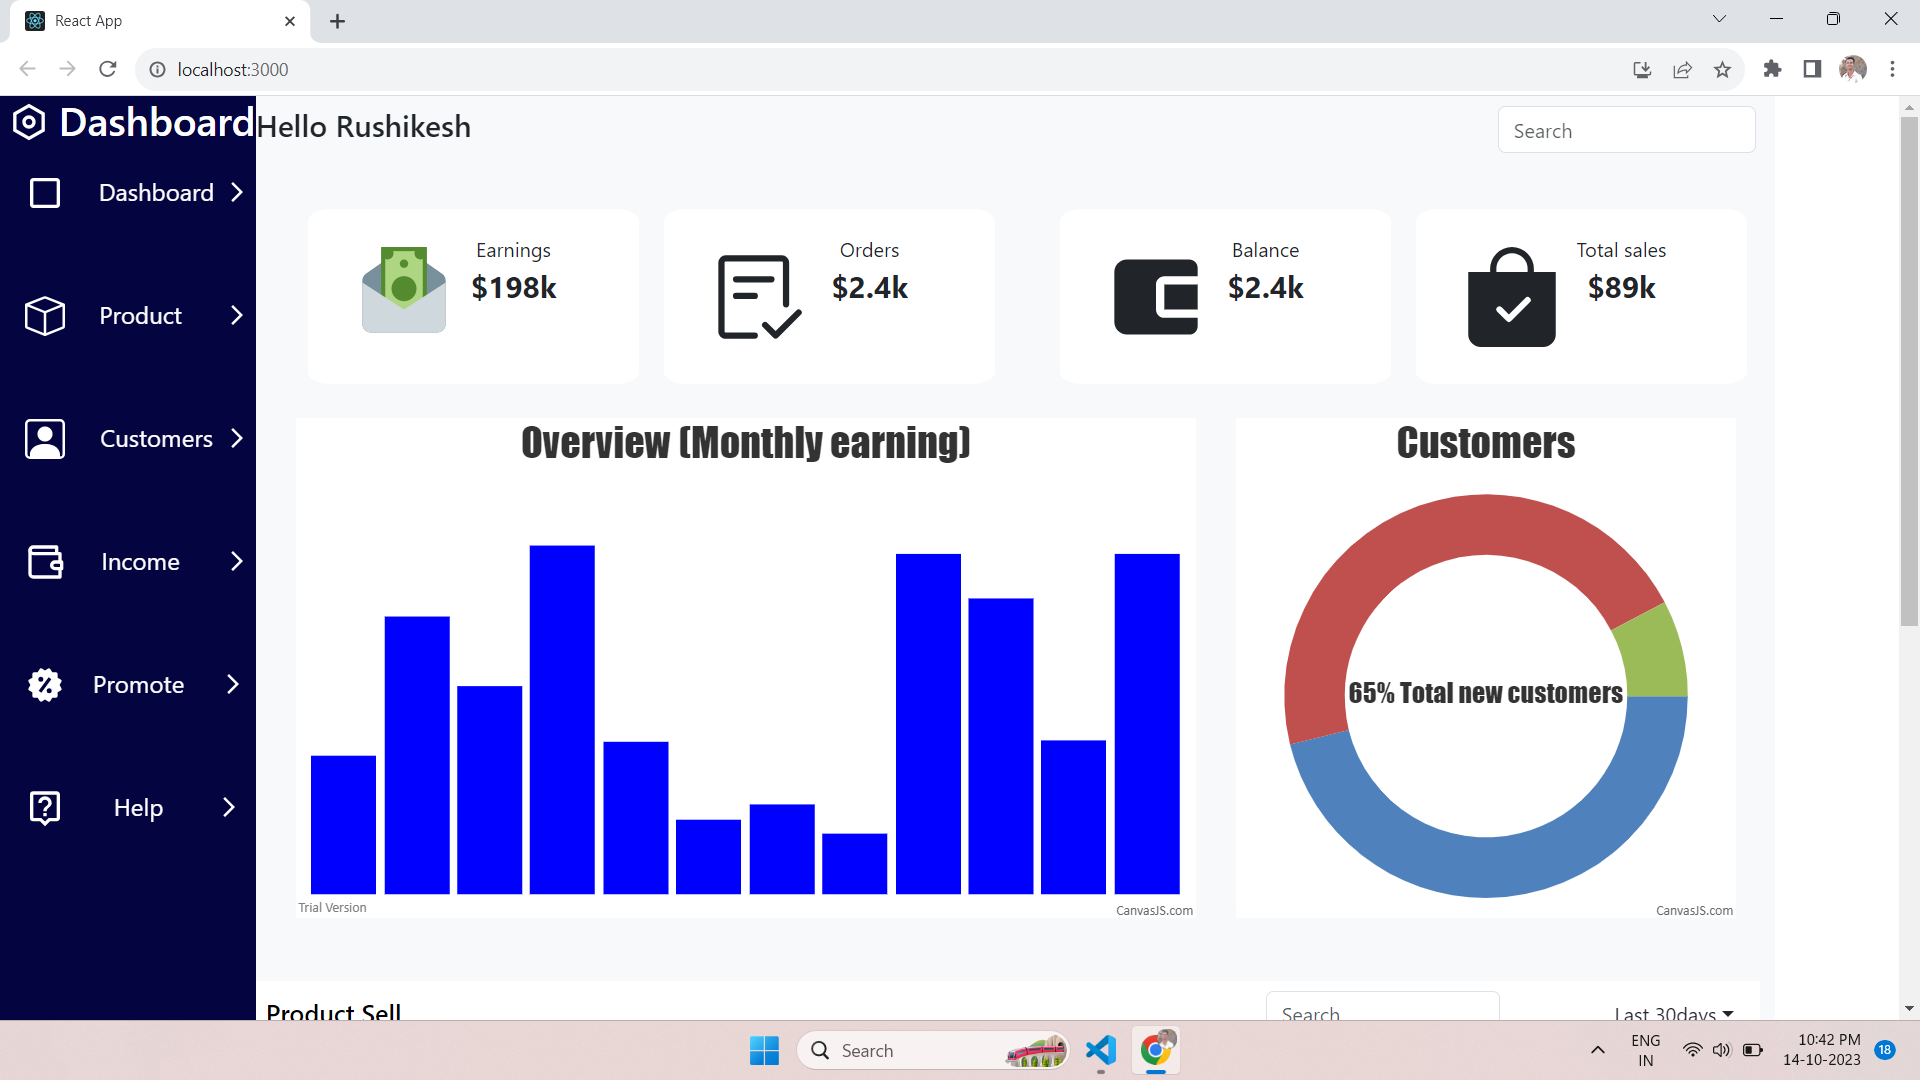 React App
localhost:3000
Dashboard
Hello Rushikesh
Search
Dashboard
Product
Customers
Income
Promote
Help
Earnings
$198k
Orders
$2.4k
Balance
$2.4k
Total sales
$89k
Overview (Monthly earning)
Trial Version
CanvasJS.com
Customers
65% Total new customers
CanvasJS.com
Product Sell
Search
Last 30days
Search
ENG
IN
10:42 PM
14-10-2023
18